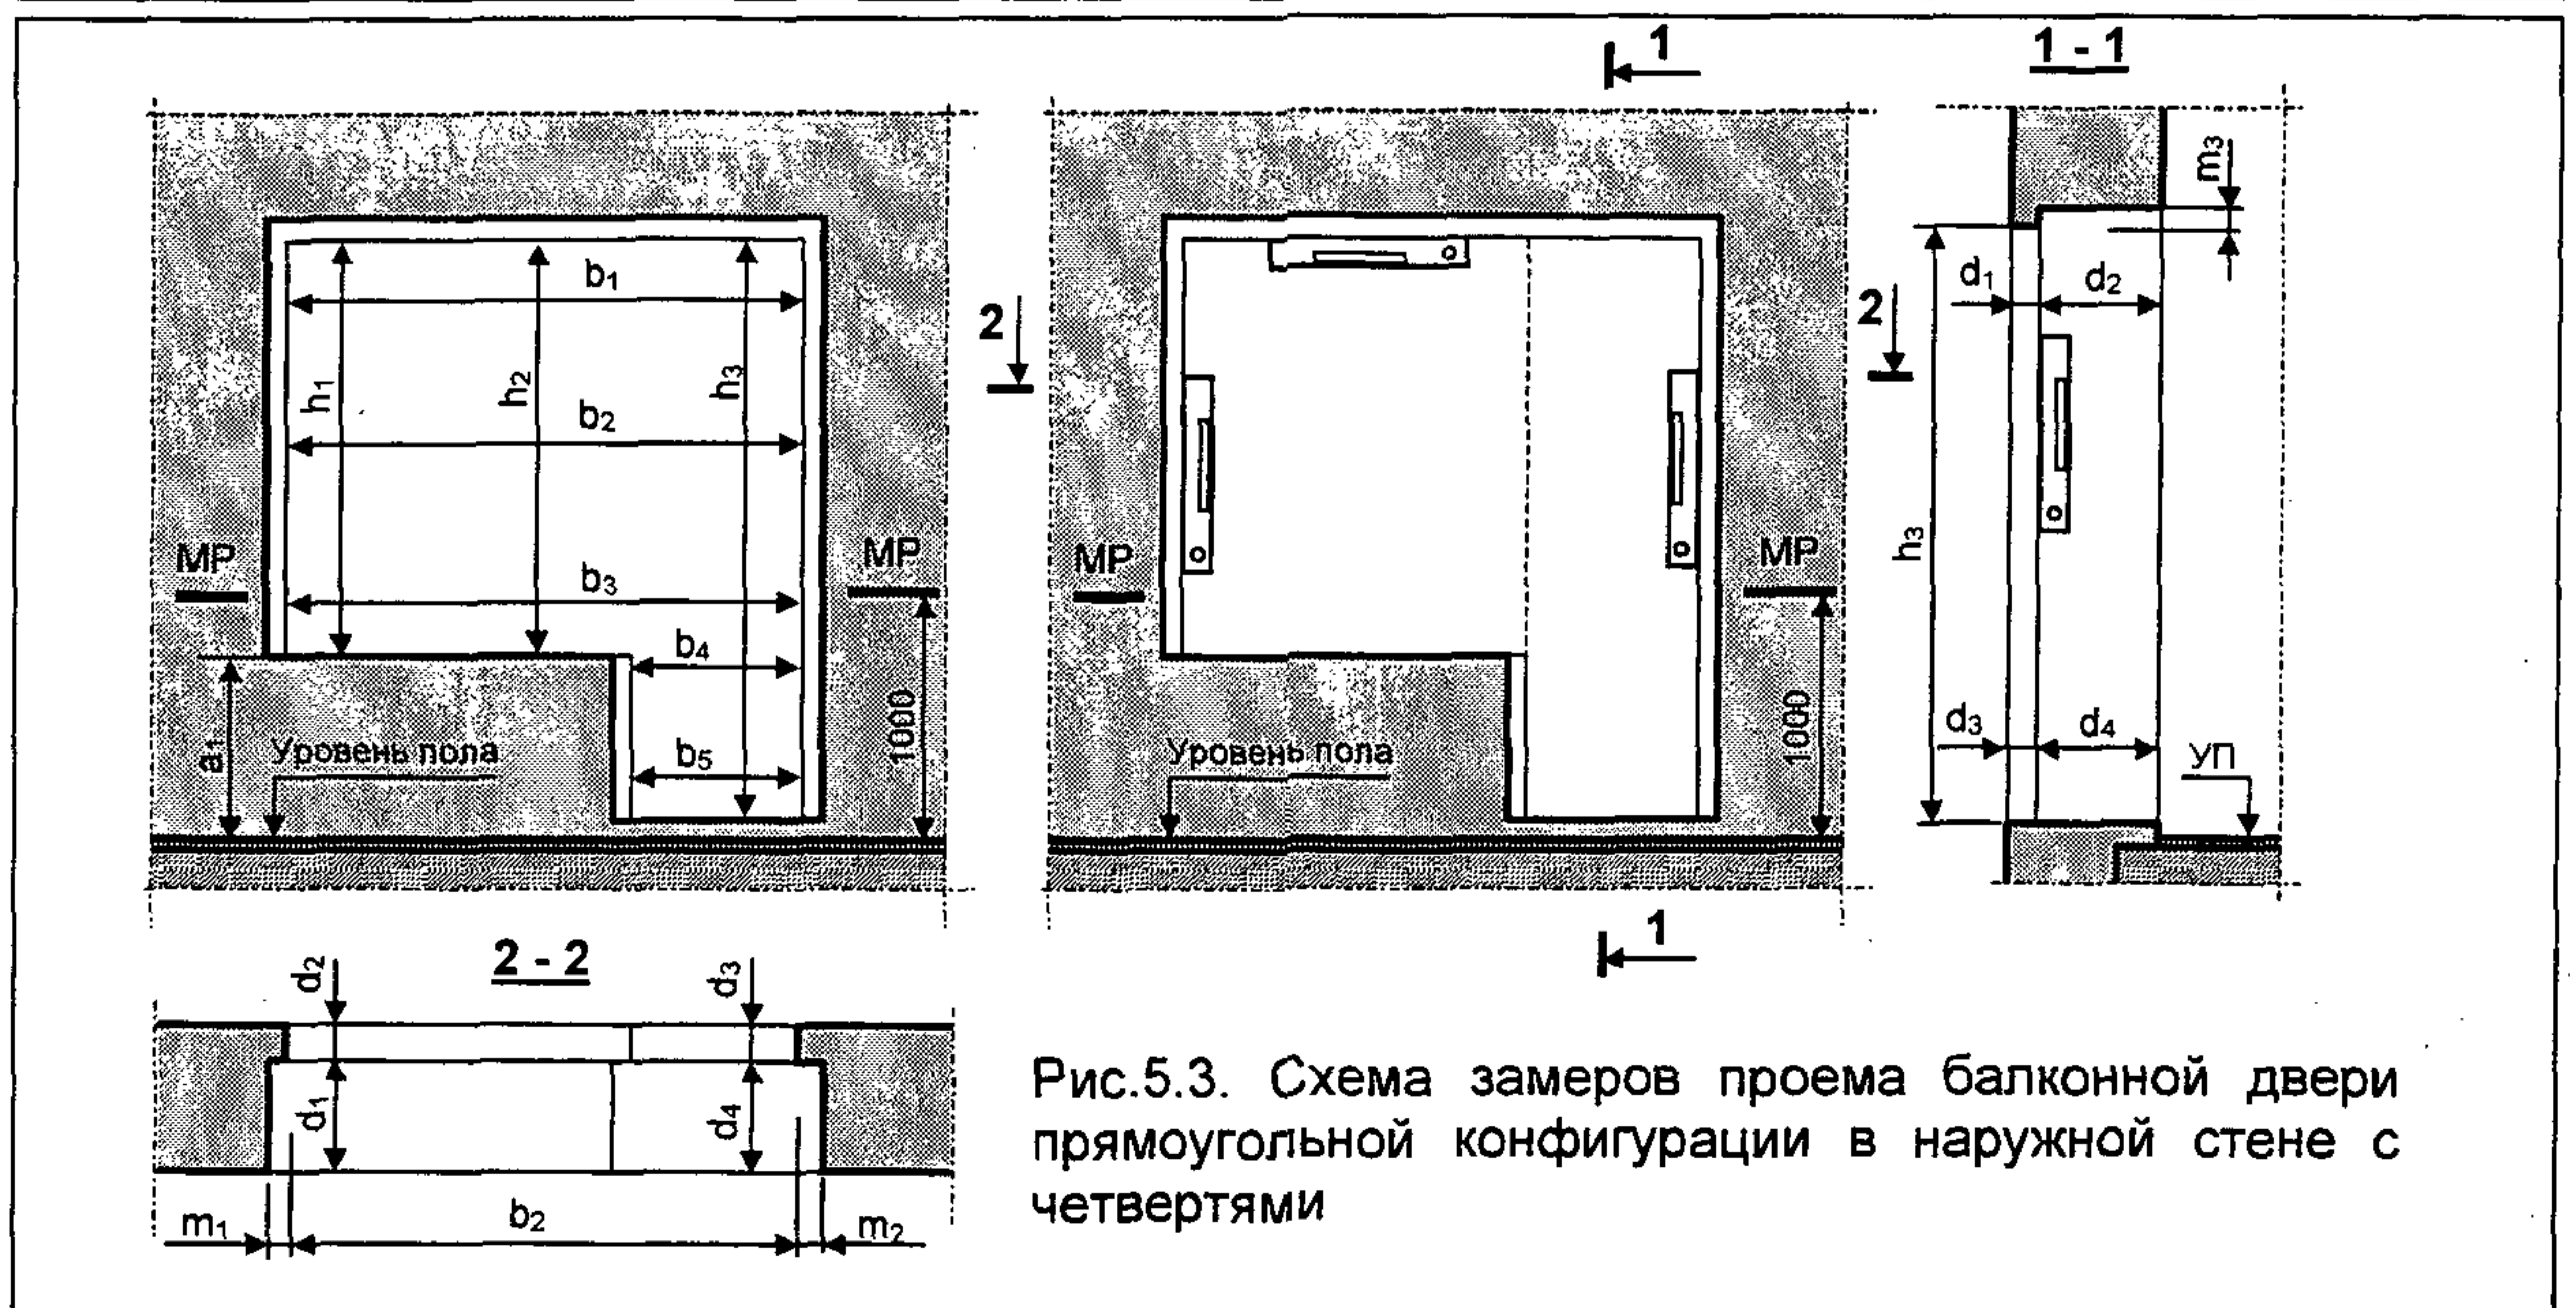 1
1 - 1
m3
h1
h2
h3
b1
b2
b3
b4
b5
МР
МР
a1
Уровень пола
1000
2
2
МР
МР
Уровень пола
1000
d1
d2
h3
d3
d4
УП
1
2 - 2
d2
d3
d1
d4
m1
b2
m2
Рис.5.3. Схема замеров проема балконной двери
прямоугольной конфигурации в наружной стене с
четвертями